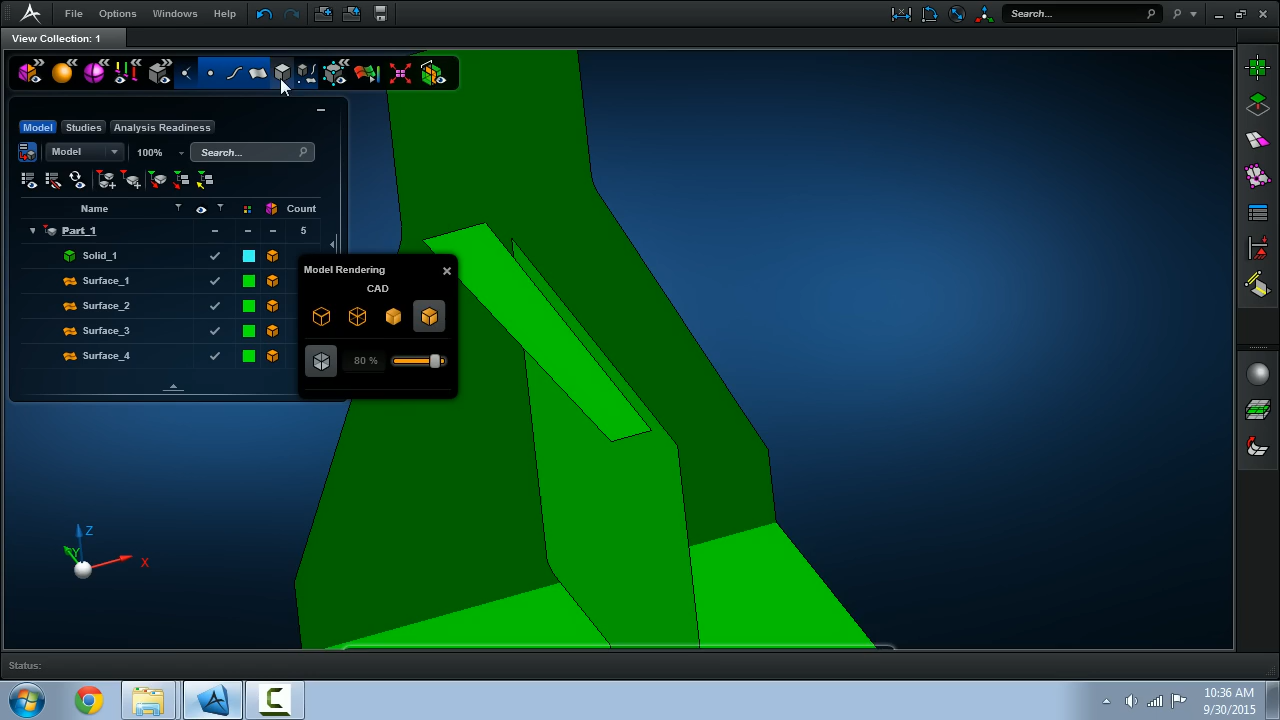 File Options Windows Help Search...
View Collection: 1
Model Studies Analysis Readiness
Model 100% Search...
Name Count
Part_1 5
Solid_1
Surface_1
Surface_2
Surface_3
Surface_4
Model Rendering
CAD
80 %
Z
Y
X
Status:
10:36 AM
9/30/2015